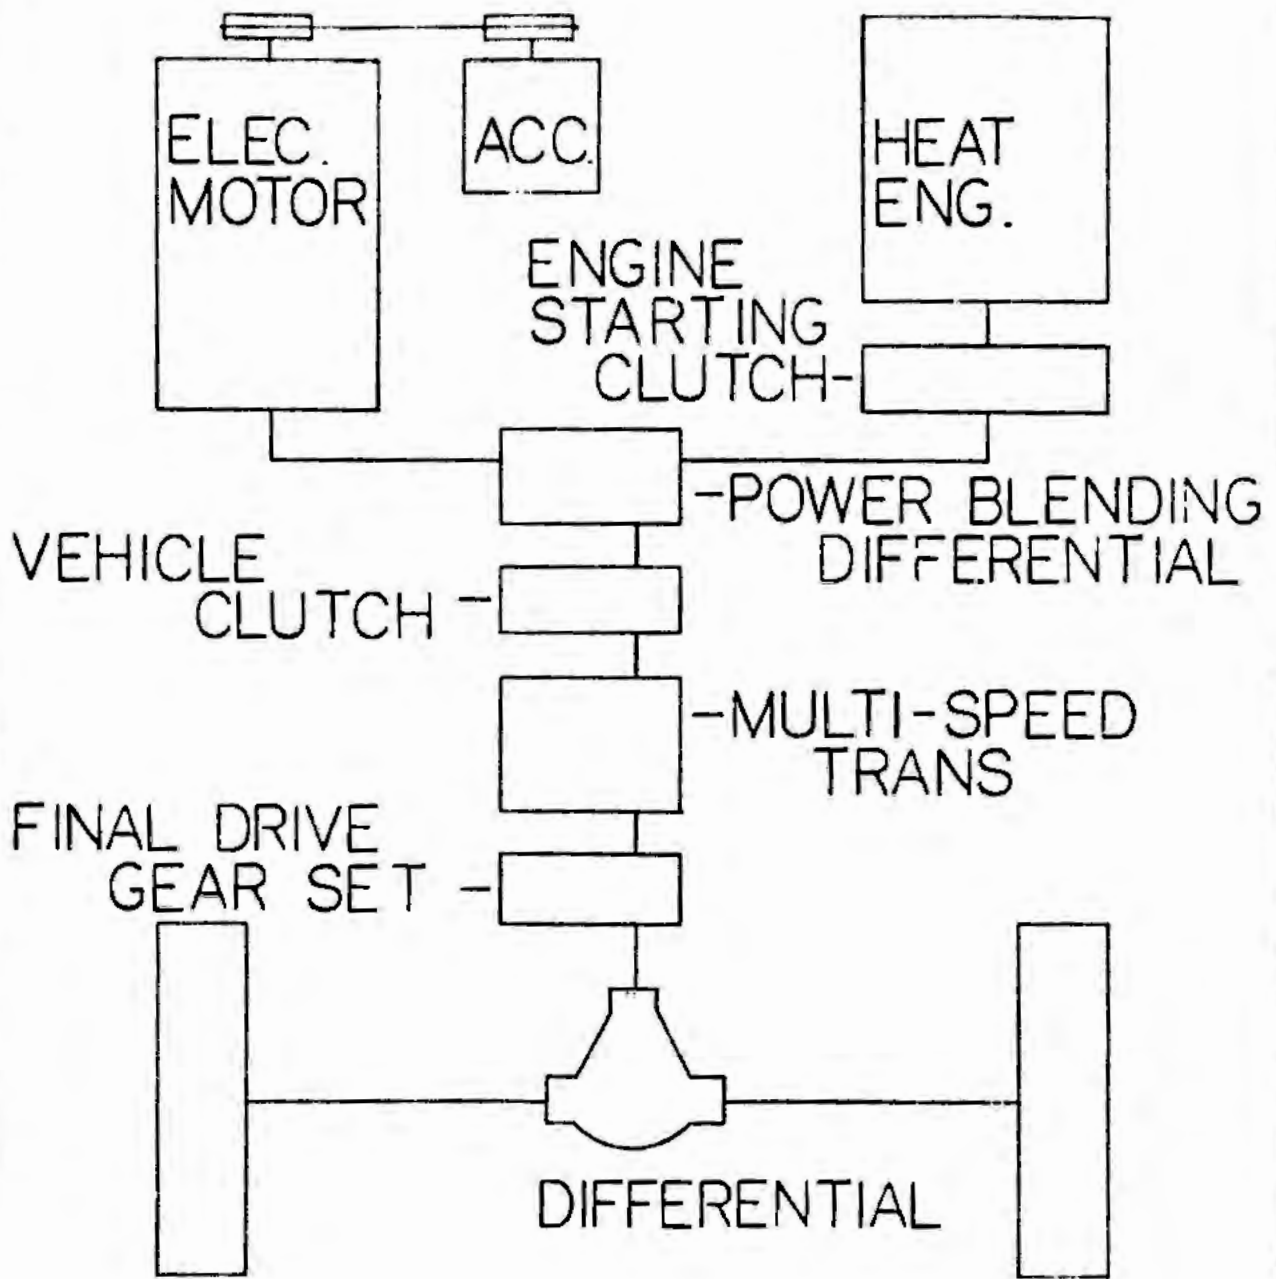 ELEC.
MOTOR
ACC.
HEAT
ENG.
ENGINE
STARTING
CLUTCH-
-POWER BLENDING
DIFFERENTIAL
VEHICLE
CLUTCH -
-MULTI-SPEED
TRANS
FINAL DRIVE
GEAR SET -
DIFFERENTIAL